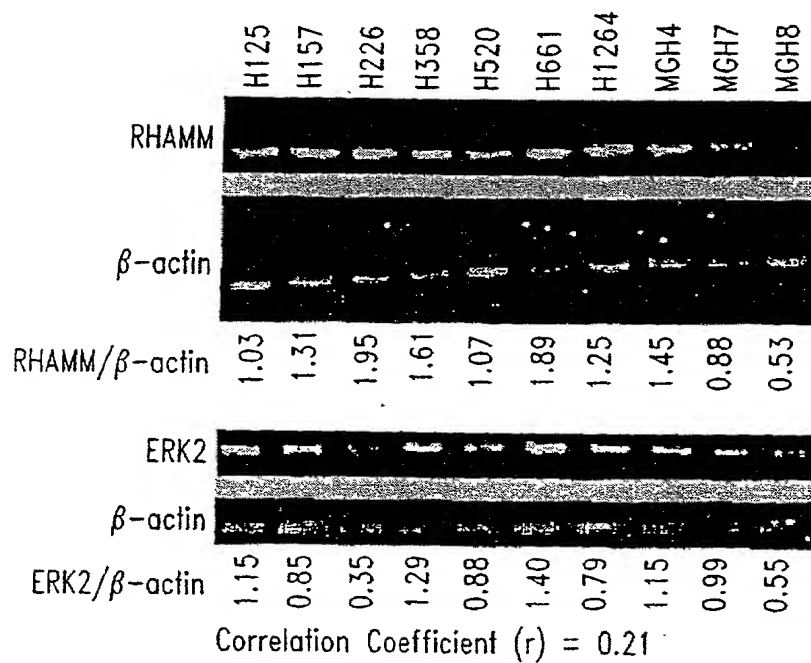 H125 H157 H226 H358 H520 H661 H1264 MGH4 MGH7 MGH8
RHAMM
β-actin
RHAMM/β-actin 1.03 1.31 1.95 1.61 1.07 1.89 1.25 1.45 0.88 0.53
ERK2
β-actin
ERK2/β-actin 1.15 0.85 0.35 1.29 0.88 1.40 0.79 1.15 0.99 0.55
Correlation Coefficient (r) = 0.21